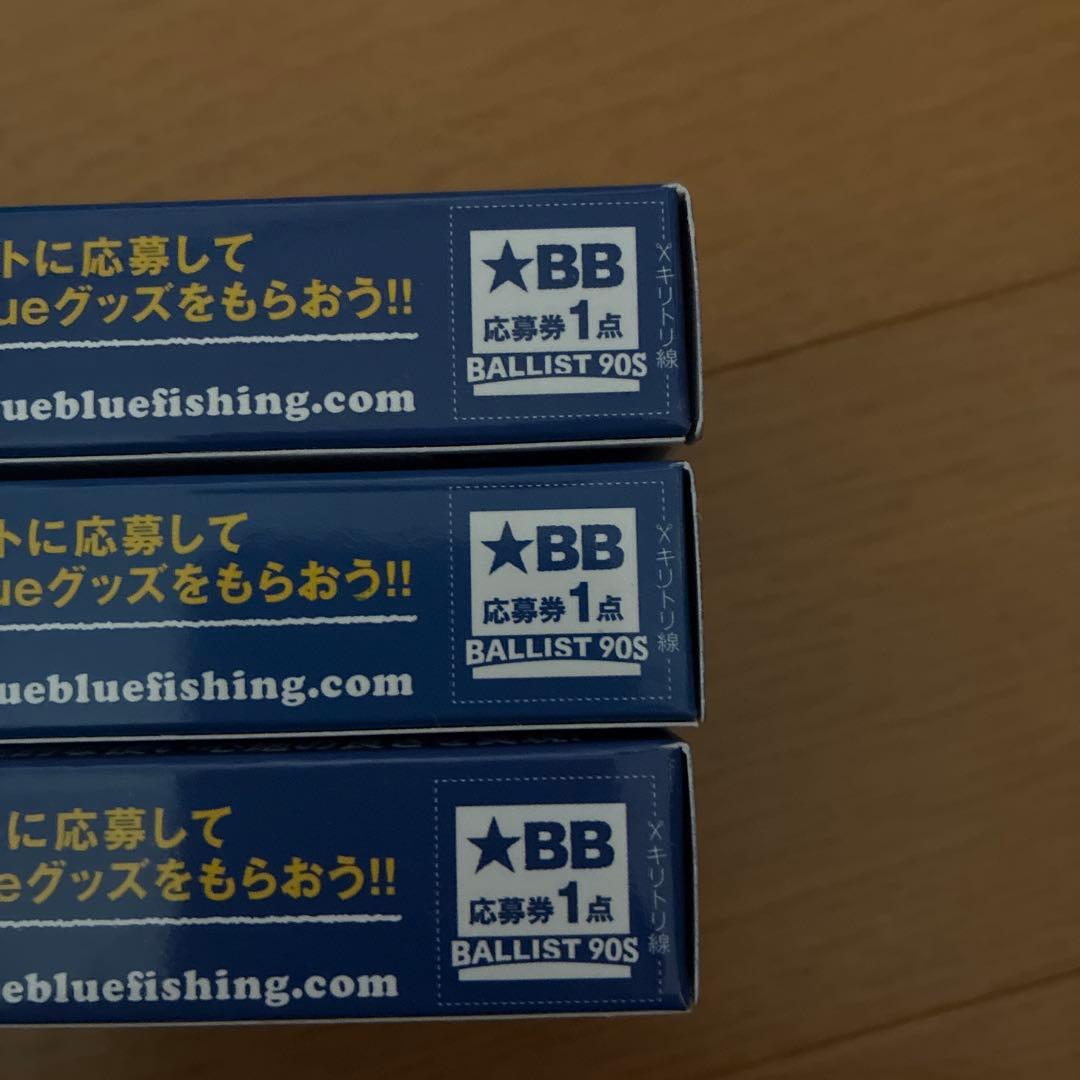 トに応募して
ueグッズをもらおう!!
uebluefishing.com
★BB
応募券1点
BALLIST 90S
キリトリ線
トに応募して
ueグッズをもらおう!!
uebluefishing.com
★BB
応募券1点
BALLIST 90S
キリトリ線
に応募して
eグッズをもらおう!!
ebluefishing.com
★BB
応募券1点
BALLIST 90S
キリトリ線